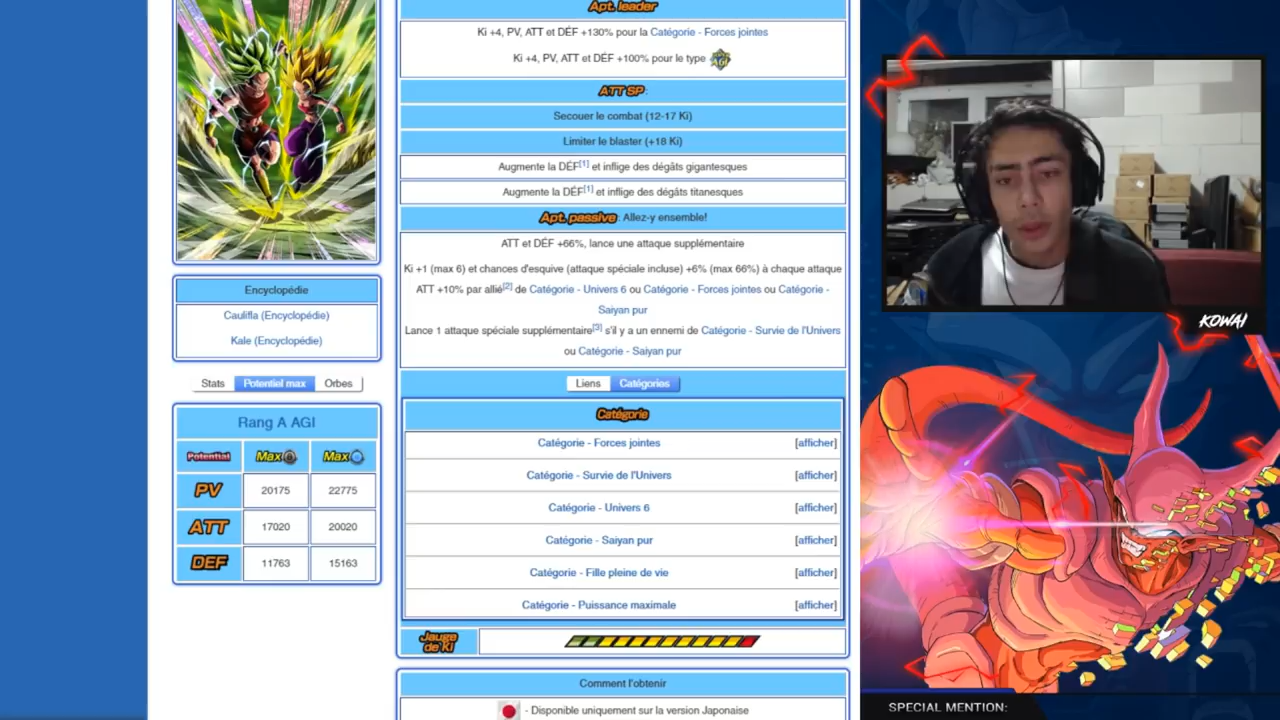 Apt. leader
Ki +4, PV, ATT et DÉF +130% pour la Catégorie - Forces jointes
Ki +4, PV, ATT et DÉF +100% pour le type AGI
ATT SP:
Secouer le combat (12-17 Ki)
Limiter le blaster (+18 Ki)
Augmente la DÉF[1] et inflige des dégâts gigantesques
Augmente la DÉF[1] et inflige des dégâts titanesques
Apt. passive: Allez-y ensemble!
ATT et DÉF +66%, lance une attaque supplémentaire
Ki +1 (max 6) et chances d'esquive (attaque spéciale incluse) +6% (max 66%) à chaque attaque
ATT +10% par allié[2] de Catégorie - Univers 6 ou Catégorie - Forces jointes ou Catégorie -
Saiyan pur
Lance 1 attaque spéciale supplémentaire[3] s'il y a un ennemi de Catégorie - Survie de l'Univers
ou Catégorie - Saiyan pur
Liens Catégories
Catégorie
Catégorie - Forces jointes [afficher]
Catégorie - Survie de l'Univers [afficher]
Catégorie - Univers 6 [afficher]
Catégorie - Saiyan pur [afficher]
Catégorie - Fille pleine de vie [afficher]
Catégorie - Puissance maximale [afficher]
Jauge
de Ki
Comment l'obtenir
- Disponible uniquement sur la version Japonaise
Encyclopédie
Caulifla (Encyclopédie)
Kale (Encyclopédie)
Stats Potentiel max Orbes
Rang A AGI
Potential Max Max
PV 20175 22775
ATT 17020 20020
DEF 11763 15163
KOWAI
SPECIAL MENTION: